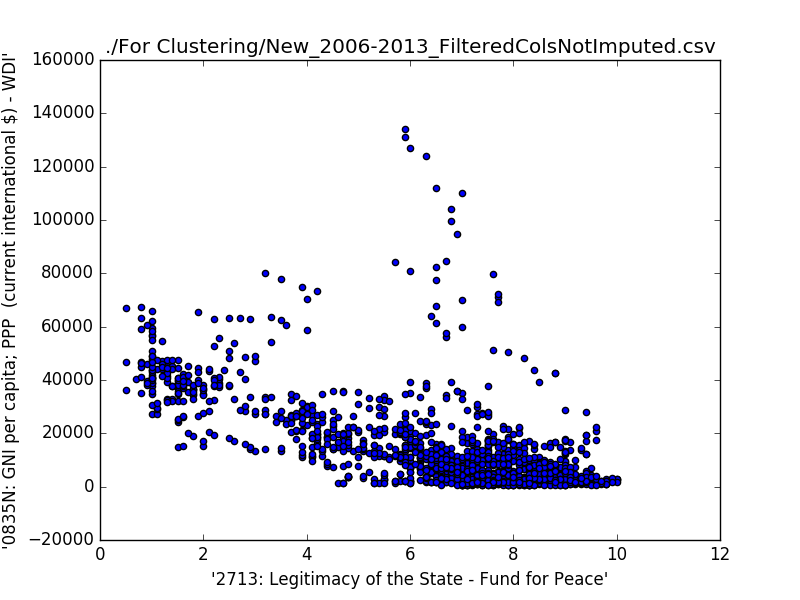 ./For Clustering/New_2006-2013_FilteredColsNotImputed.csv
'0835N: GNI per capita; PPP (current international $) - WDI'
160000
140000
120000
100000
80000
60000
40000
20000
0
−20000
0 2 4 6 8 10 12
'2713: Legitimacy of the State - Fund for Peace'